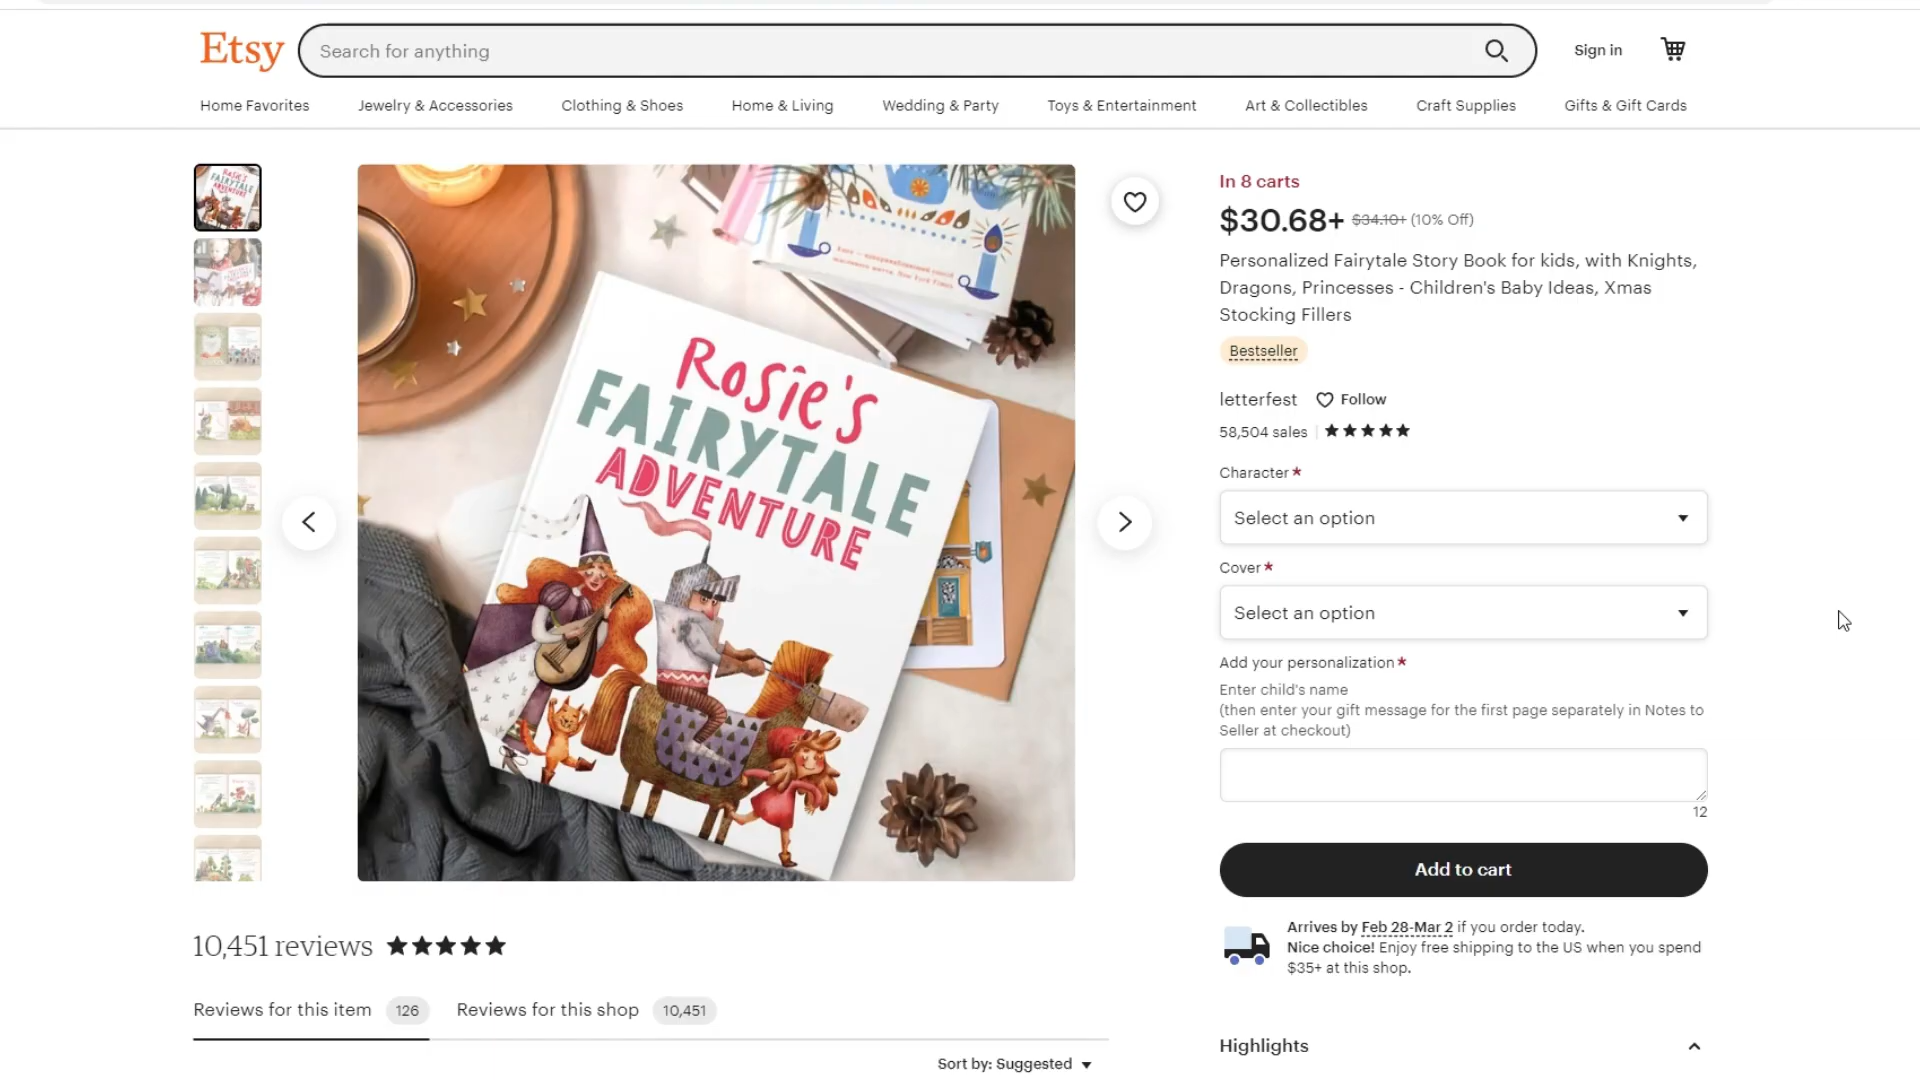 Etsy
Search for anything
Sign in
Home Favorites
Jewelry & Accessories
Clothing & Shoes
Home & Living
Wedding & Party
Toys & Entertainment
Art & Collectibles
Craft Supplies
Gifts & Gift Cards
Rosie's
FAIRYTALE
ADVENTURE
In 8 carts
$30.68+ $34.10+ (10% Off)
Personalized Fairytale Story Book for kids, with Knights,
Dragons, Princesses - Children's Baby Ideas, Xmas
Stocking Fillers
Bestseller
letterfest Follow
58,504 sales
Character *
Select an option
Cover *
Select an option
Add your personalization *
Enter child's name
(then enter your gift message for the first page separately in Notes to
Seller at checkout)
12
Add to cart
Arrives by Feb 28-Mar 2 if you order today.
Nice choice! Enjoy free shipping to the US when you spend
$35+ at this shop.
Highlights
10,451 reviews
Reviews for this item 126
Reviews for this shop 10,451
Sort by: Suggested